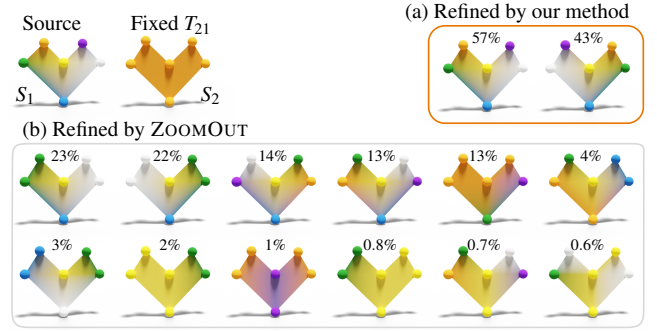 (a) Refined by our method
Source Fixed T₂₁
57% 43%
S₁ S₂
(b) Refined by ZOOMOUT
23% 22% 14% 13% 13% 4%
3% 2% 1% 0.8% 0.7% 0.6%